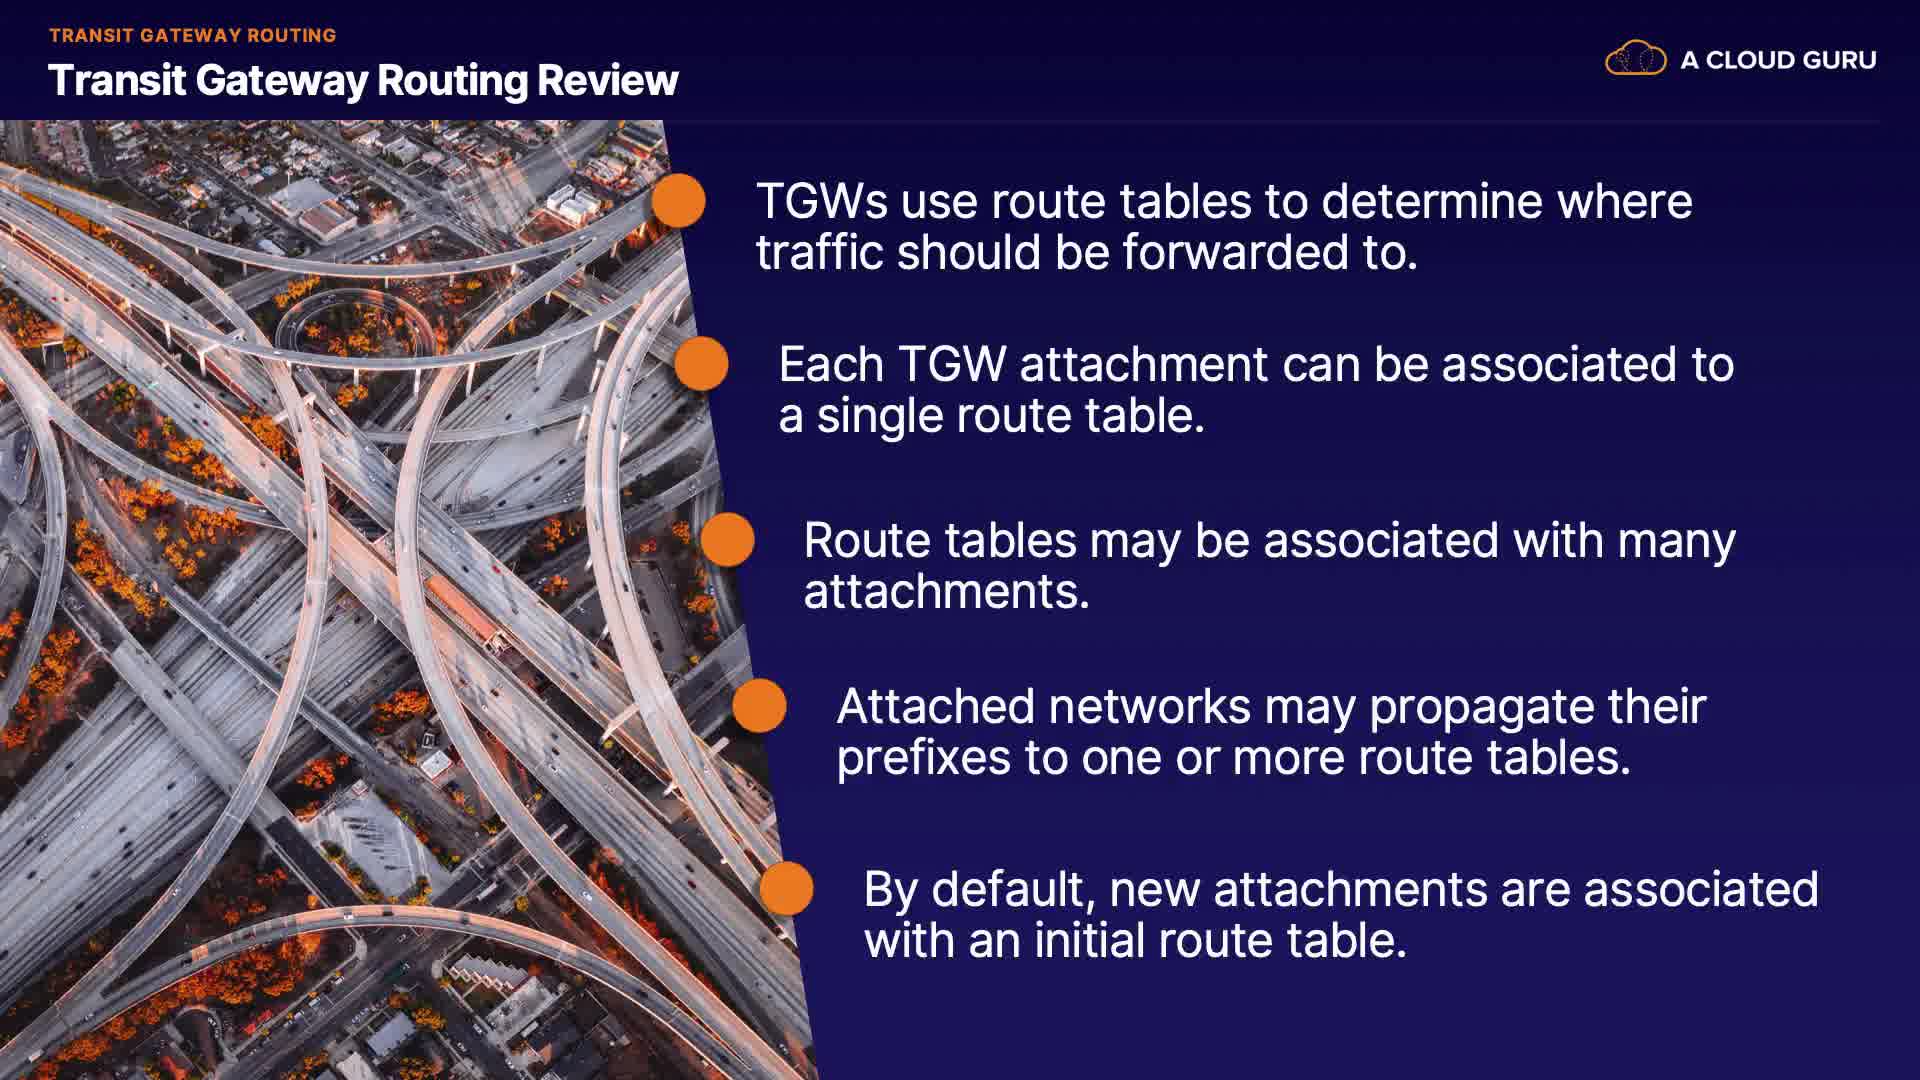 TRANSIT GATEWAY ROUTING
Transit Gateway Routing Review
A CLOUD GURU
TGWs use route tables to determine where
traffic should be forwarded to.
Each TGW attachment can be associated to
a single route table.
Route tables may be associated with many
attachments.
Attached networks may propagate their
prefixes to one or more route tables.
By default, new attachments are associated
with an initial route table.